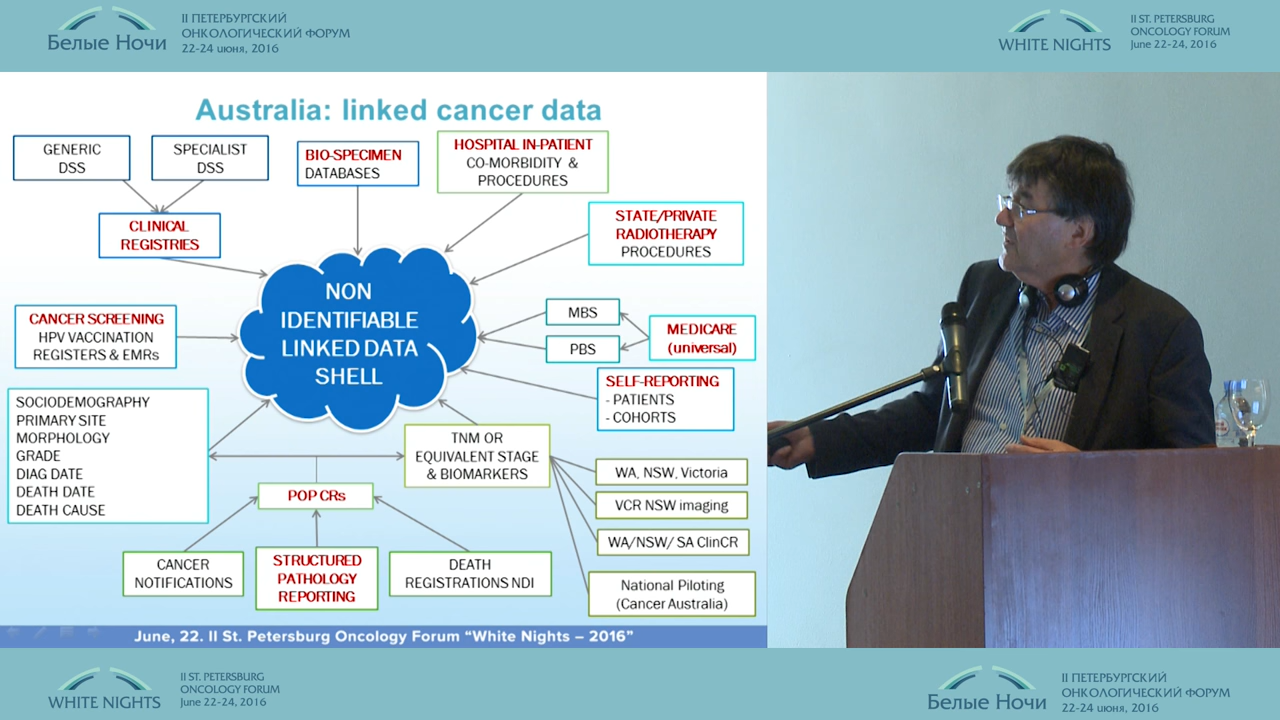 Белые Ночи
II ПЕТЕРБУРГСКИЙ
ОНКОЛОГИЧЕСКИЙ ФОРУМ
22-24 июня, 2016
WHITE NIGHTS
II ST. PETERSBURG
ONCOLOGY FORUM
June 22-24, 2016
Australia: linked cancer data
GENERIC
DSS
SPECIALIST
DSS
BIO-SPECIMEN
DATABASES
HOSPITAL IN-PATIENT
CO-MORBIDITY &
PROCEDURES
CLINICAL
REGISTRIES
STATE/PRIVATE
RADIOTHERAPY
PROCEDURES
NON
IDENTIFIABLE
LINKED DATA
SHELL
CANCER SCREENING
HPV VACCINATION
REGISTERS & EMRs
MBS
PBS
MEDICARE
(universal)
SELF-REPORTING
- PATIENTS
- COHORTS
SOCIODEMOGRAPHY
PRIMARY SITE
MORPHOLOGY
GRADE
DIAG DATE
DEATH DATE
DEATH CAUSE
TNM OR
EQUIVALENT STAGE
& BIOMARKERS
WA, NSW, Victoria
VCR NSW imaging
WA/NSW/ SA ClinCR
National Piloting
(Cancer Australia)
POP CRs
CANCER
NOTIFICATIONS
STRUCTURED
PATHOLOGY
REPORTING
DEATH
REGISTRATIONS NDI
June, 22. II St. Petersburg Oncology Forum “White Nights – 2016”
WHITE NIGHTS
II ST. PETERSBURG
ONCOLOGY FORUM
June 22-24, 2016
Белые Ночи
II ПЕТЕРБУРГСКИЙ
ОНКОЛОГИЧЕСКИЙ ФОРУМ
22-24 июня, 2016